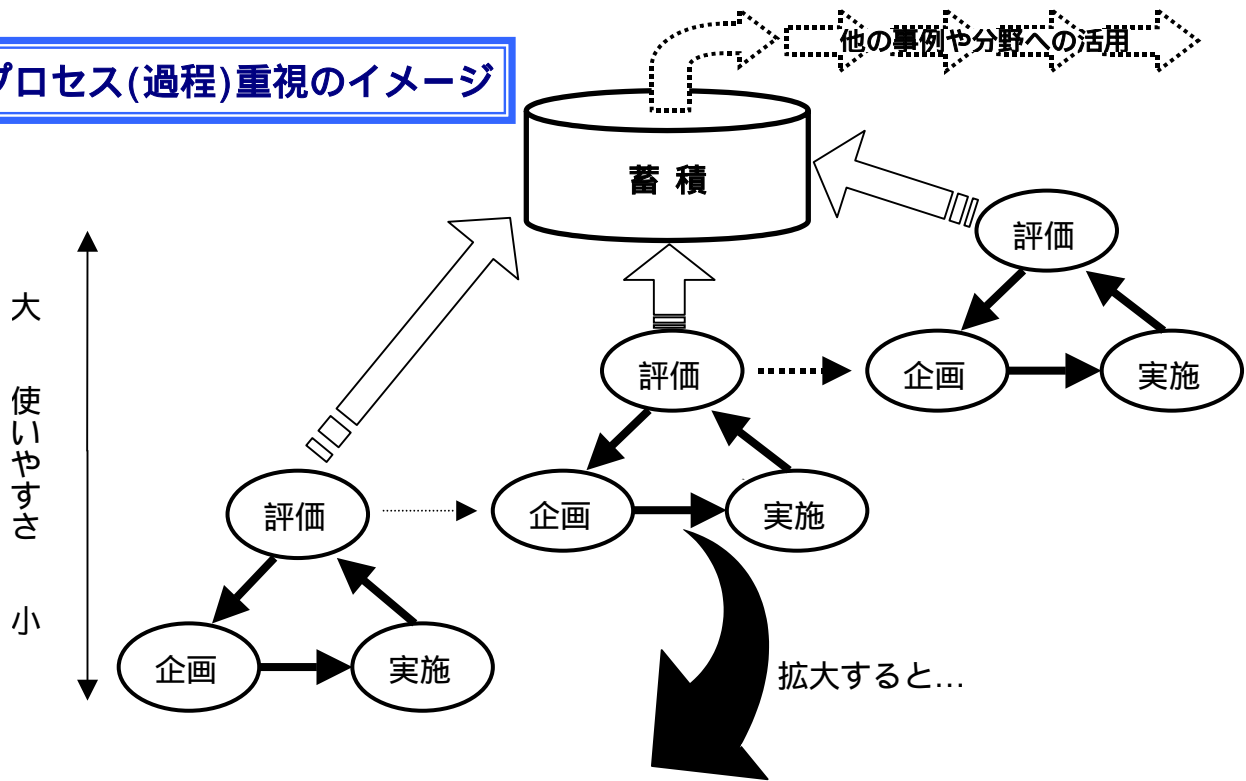 プロセス(過程)重視のイメージ
他の事例や分野への活用
蓄 積
評価
企画
実施
評価
企画
実施
評価
企画
実施
大 使いやすさ 小
拡大すると…